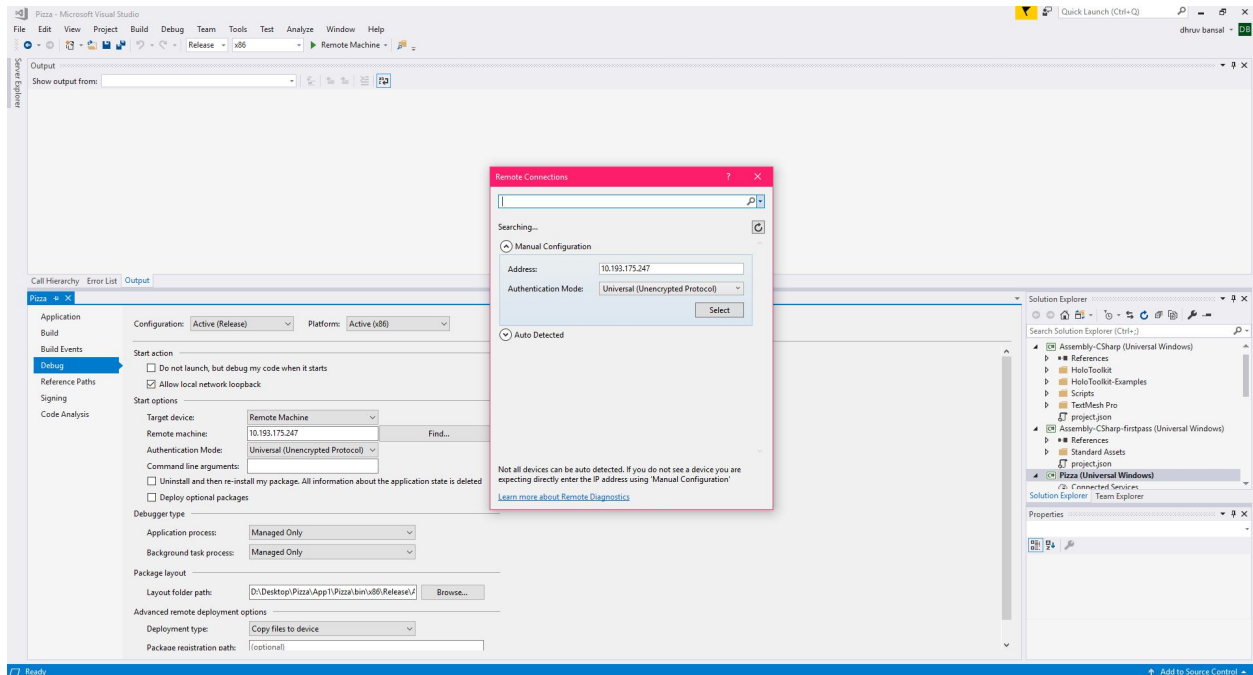 Pizza - Microsoft Visual Studio
Quick Launch (Ctrl+Q)
File Edit View Project Build Debug Team Tools Test Analyze Window Help
dhruv bansal
DB
Release x86 Remote Machine
Server Explorer
Output
Show output from:
Call Hierarchy Error List Output
Remote Connections
Searching...
Manual Configuration
Address: 10.193.175.247
Authentication Mode: Universal (Unencrypted Protocol)
Select
Auto Detected
Not all devices can be auto detected. If you do not see a device you are
expecting directly enter the IP address using 'Manual Configuration'
Learn more about Remote Diagnostics
Pizza
Application
Build
Build Events
Debug
Reference Paths
Signing
Code Analysis
Configuration: Active (Release) Platform: Active (x86)
Start action
Do not launch, but debug my code when it starts
Allow local network loopback
Start options
Target device: Remote Machine
Remote machine: 10.193.175.247 Find...
Authentication Mode: Universal (Unencrypted Protocol)
Command line arguments:
Uninstall and then re-install my package. All information about the application state is deleted
Deploy optional packages
Debugger type
Application process: Managed Only
Background task process: Managed Only
Package layout
Layout folder path: D:\Desktop\Pizza\App1\Pizza\bin\x86\Release\A Browse...
Advanced remote deployment options
Deployment type: Copy files to device
Package registration path: (optional)
Solution Explorer
Search Solution Explorer (Ctrl+;)
Assembly-CSharp (Universal Windows)
References
HoloToolkit
HoloToolkit-Examples
Scripts
TextMesh Pro
project.json
Assembly-CSharp-firstpass (Universal Windows)
References
Standard Assets
project.json
Pizza (Universal Windows)
Connected Services
Solution Explorer Team Explorer
Properties
Ready
Add to Source Control